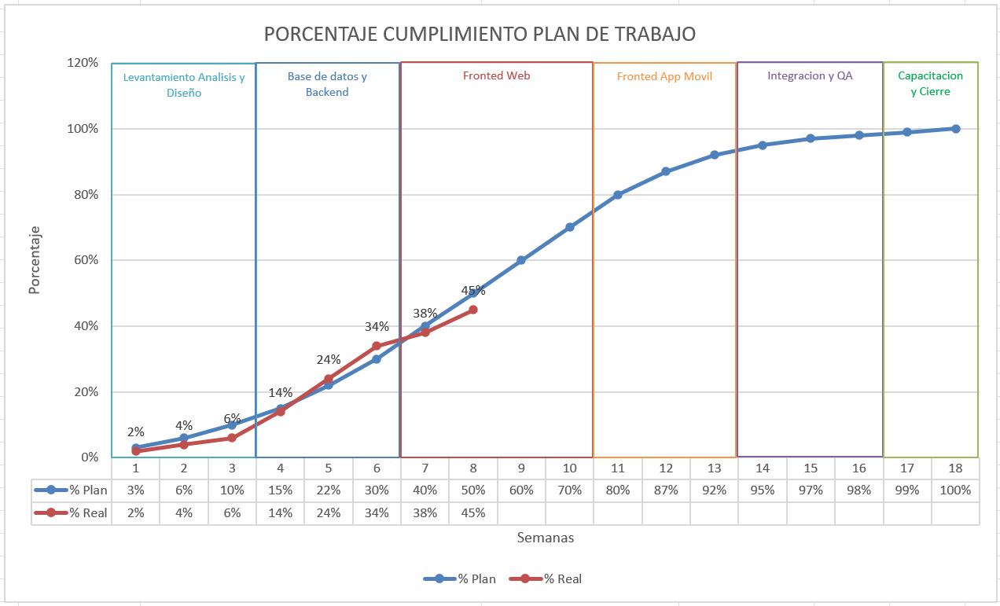 PORCENTAJE CUMPLIMIENTO PLAN DE TRABAJO
120%
Levantamiento Analisis y
Diseño
Base de datos y
Backend
Fronted Web
Fronted App Movil
Integracion y QA
Capacitacion
y Cierre
100%
80%
60%
40%
20%
0%
Porcentaje
2%
4%
6%
14%
24%
34%
38%
45%
1 2 3 4 5 6 7 8 9 10 11 12 13 14 15 16 17 18
% Plan 3% 6% 10% 15% 22% 30% 40% 50% 60% 70% 80% 87% 92% 95% 97% 98% 99% 100%
% Real 2% 4% 6% 14% 24% 34% 38% 45%
Semanas
% Plan % Real